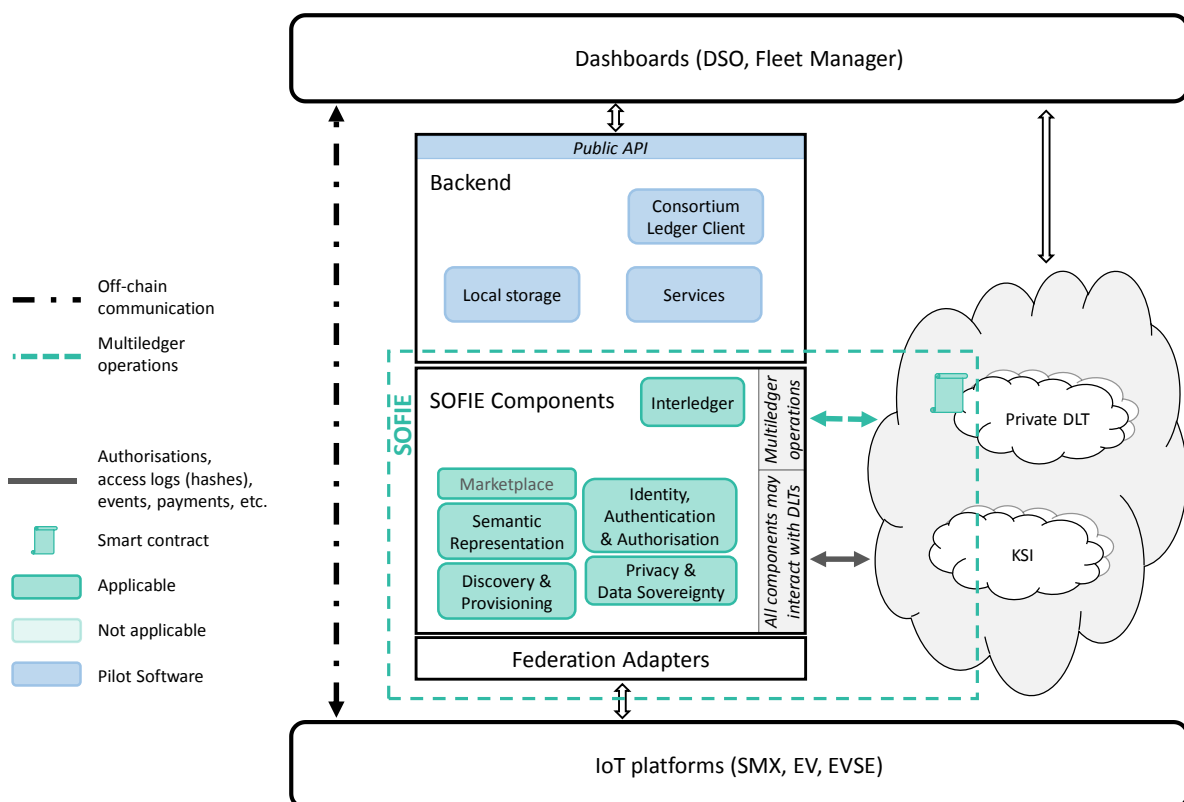 Dashboards (DSO, Fleet Manager)
Public API
Backend
Consortium
Ledger Client
Local storage
Services
Off-chain
communication
Multiledger
operations
Authorisations,
access logs (hashes),
events, payments, etc.
Smart contract
Applicable
Not applicable
Pilot Software
SOFIE
SOFIE Components
Interledger
Marketplace
Semantic
Representation
Discovery &
Provisioning
Identity,
Authentication
& Authorisation
Privacy &
Data Sovereignty
Multiledger
operations
All components may
interact with DLTs
Private DLT
KSI
Federation Adapters
IoT platforms (SMX, EV, EVSE)